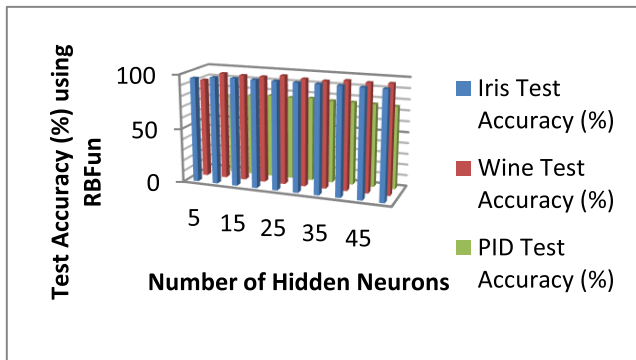 Test Accuracy (%) using
RBFun
100
50
0
5
15
25
35
45
Number of Hidden Neurons
Iris Test
Accuracy (%)
Wine Test
Accuracy (%)
PID Test
Accuracy (%)